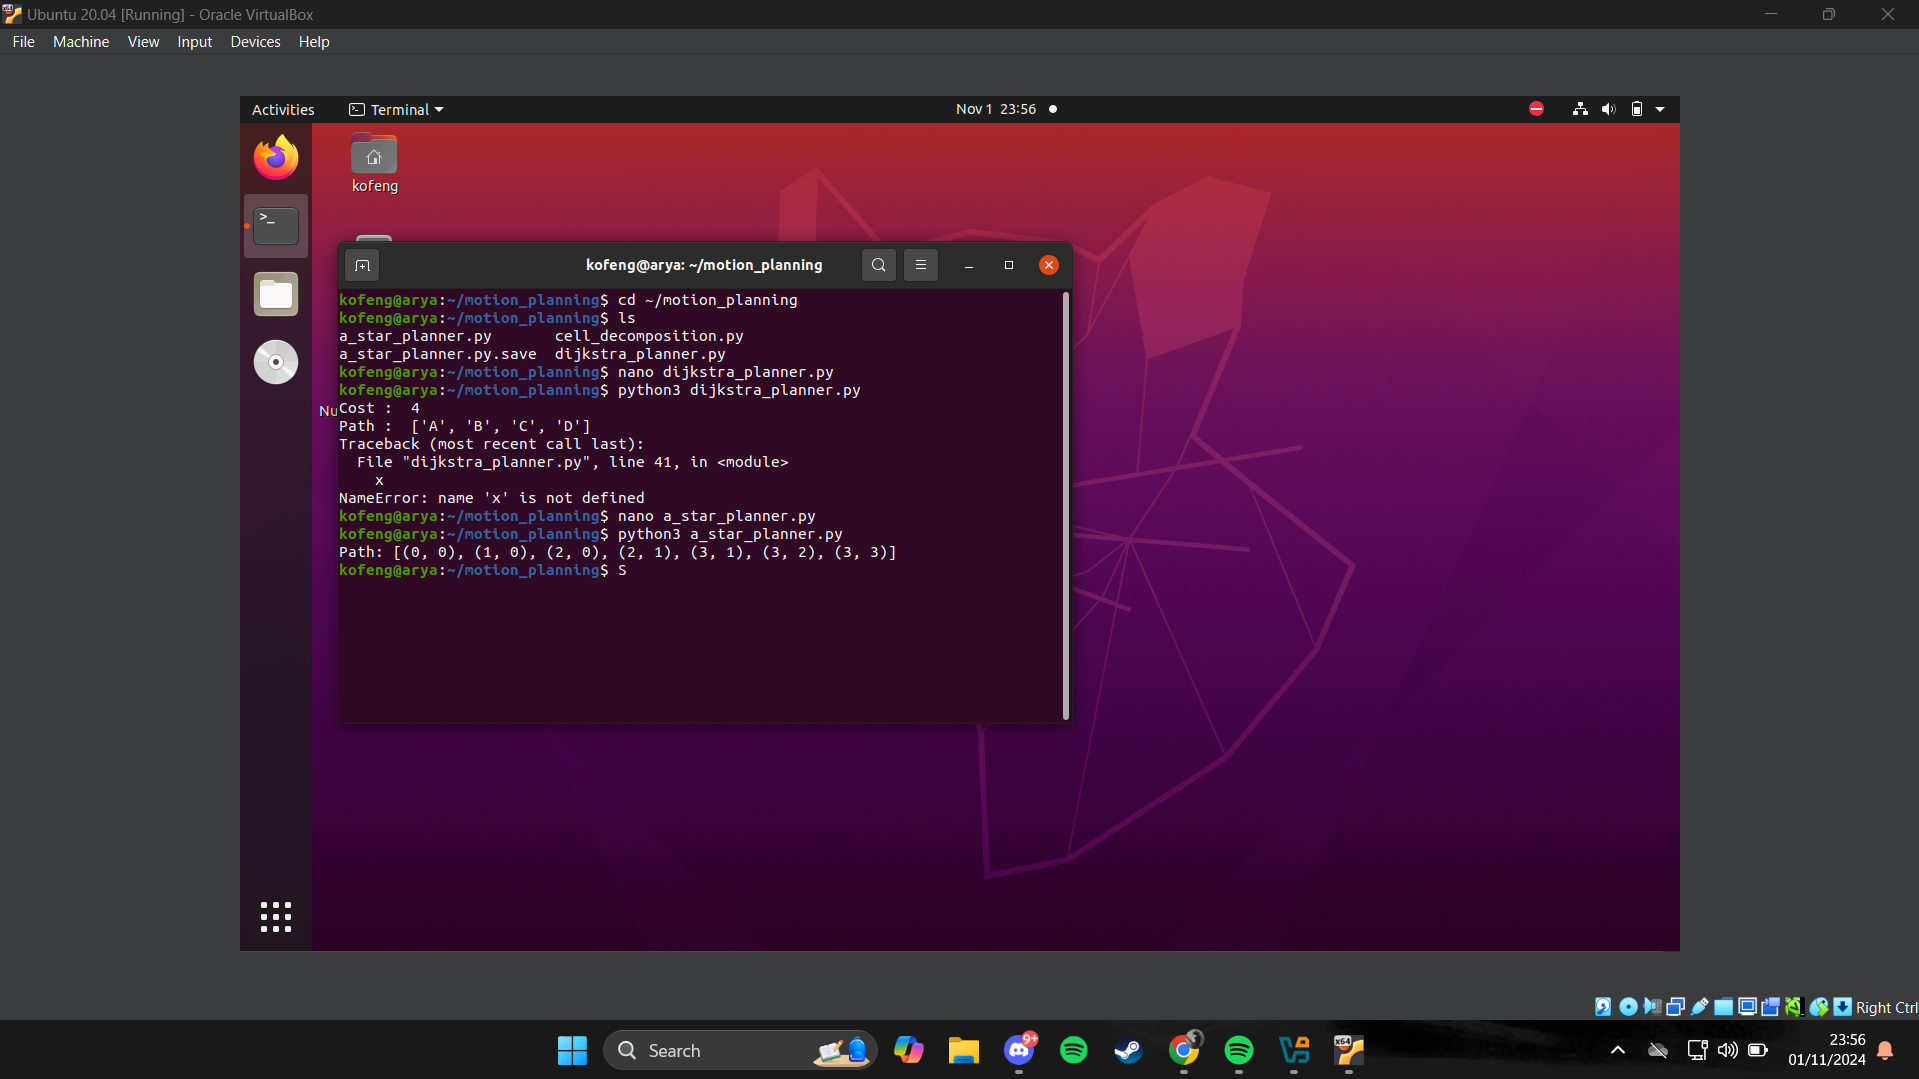 Ubuntu 20.04 [Running] - Oracle VirtualBox
File Machine View Input Devices Help
Activities Terminal Nov 1 23:56
kofeng
kofeng@arya: ~/motion_planning
kofeng@arya:~/motion_planning$ cd ~/motion_planning
kofeng@arya:~/motion_planning$ ls
a_star_planner.py cell_decomposition.py
a_star_planner.py.save dijkstra_planner.py
kofeng@arya:~/motion_planning$ nano dijkstra_planner.py
kofeng@arya:~/motion_planning$ python3 dijkstra_planner.py
Nu
Cost : 4
Path : ['A', 'B', 'C', 'D']
Traceback (most recent call last):
File "dijkstra_planner.py", line 41, in <module>
x
NameError: name 'x' is not defined
kofeng@arya:~/motion_planning$ nano a_star_planner.py
kofeng@arya:~/motion_planning$ python3 a_star_planner.py
Path: [(0, 0), (1, 0), (2, 0), (2, 1), (3, 1), (3, 2), (3, 3)]
kofeng@arya:~/motion_planning$ S
Right Ctrl
Search
9+
x64
23:56
01/11/2024